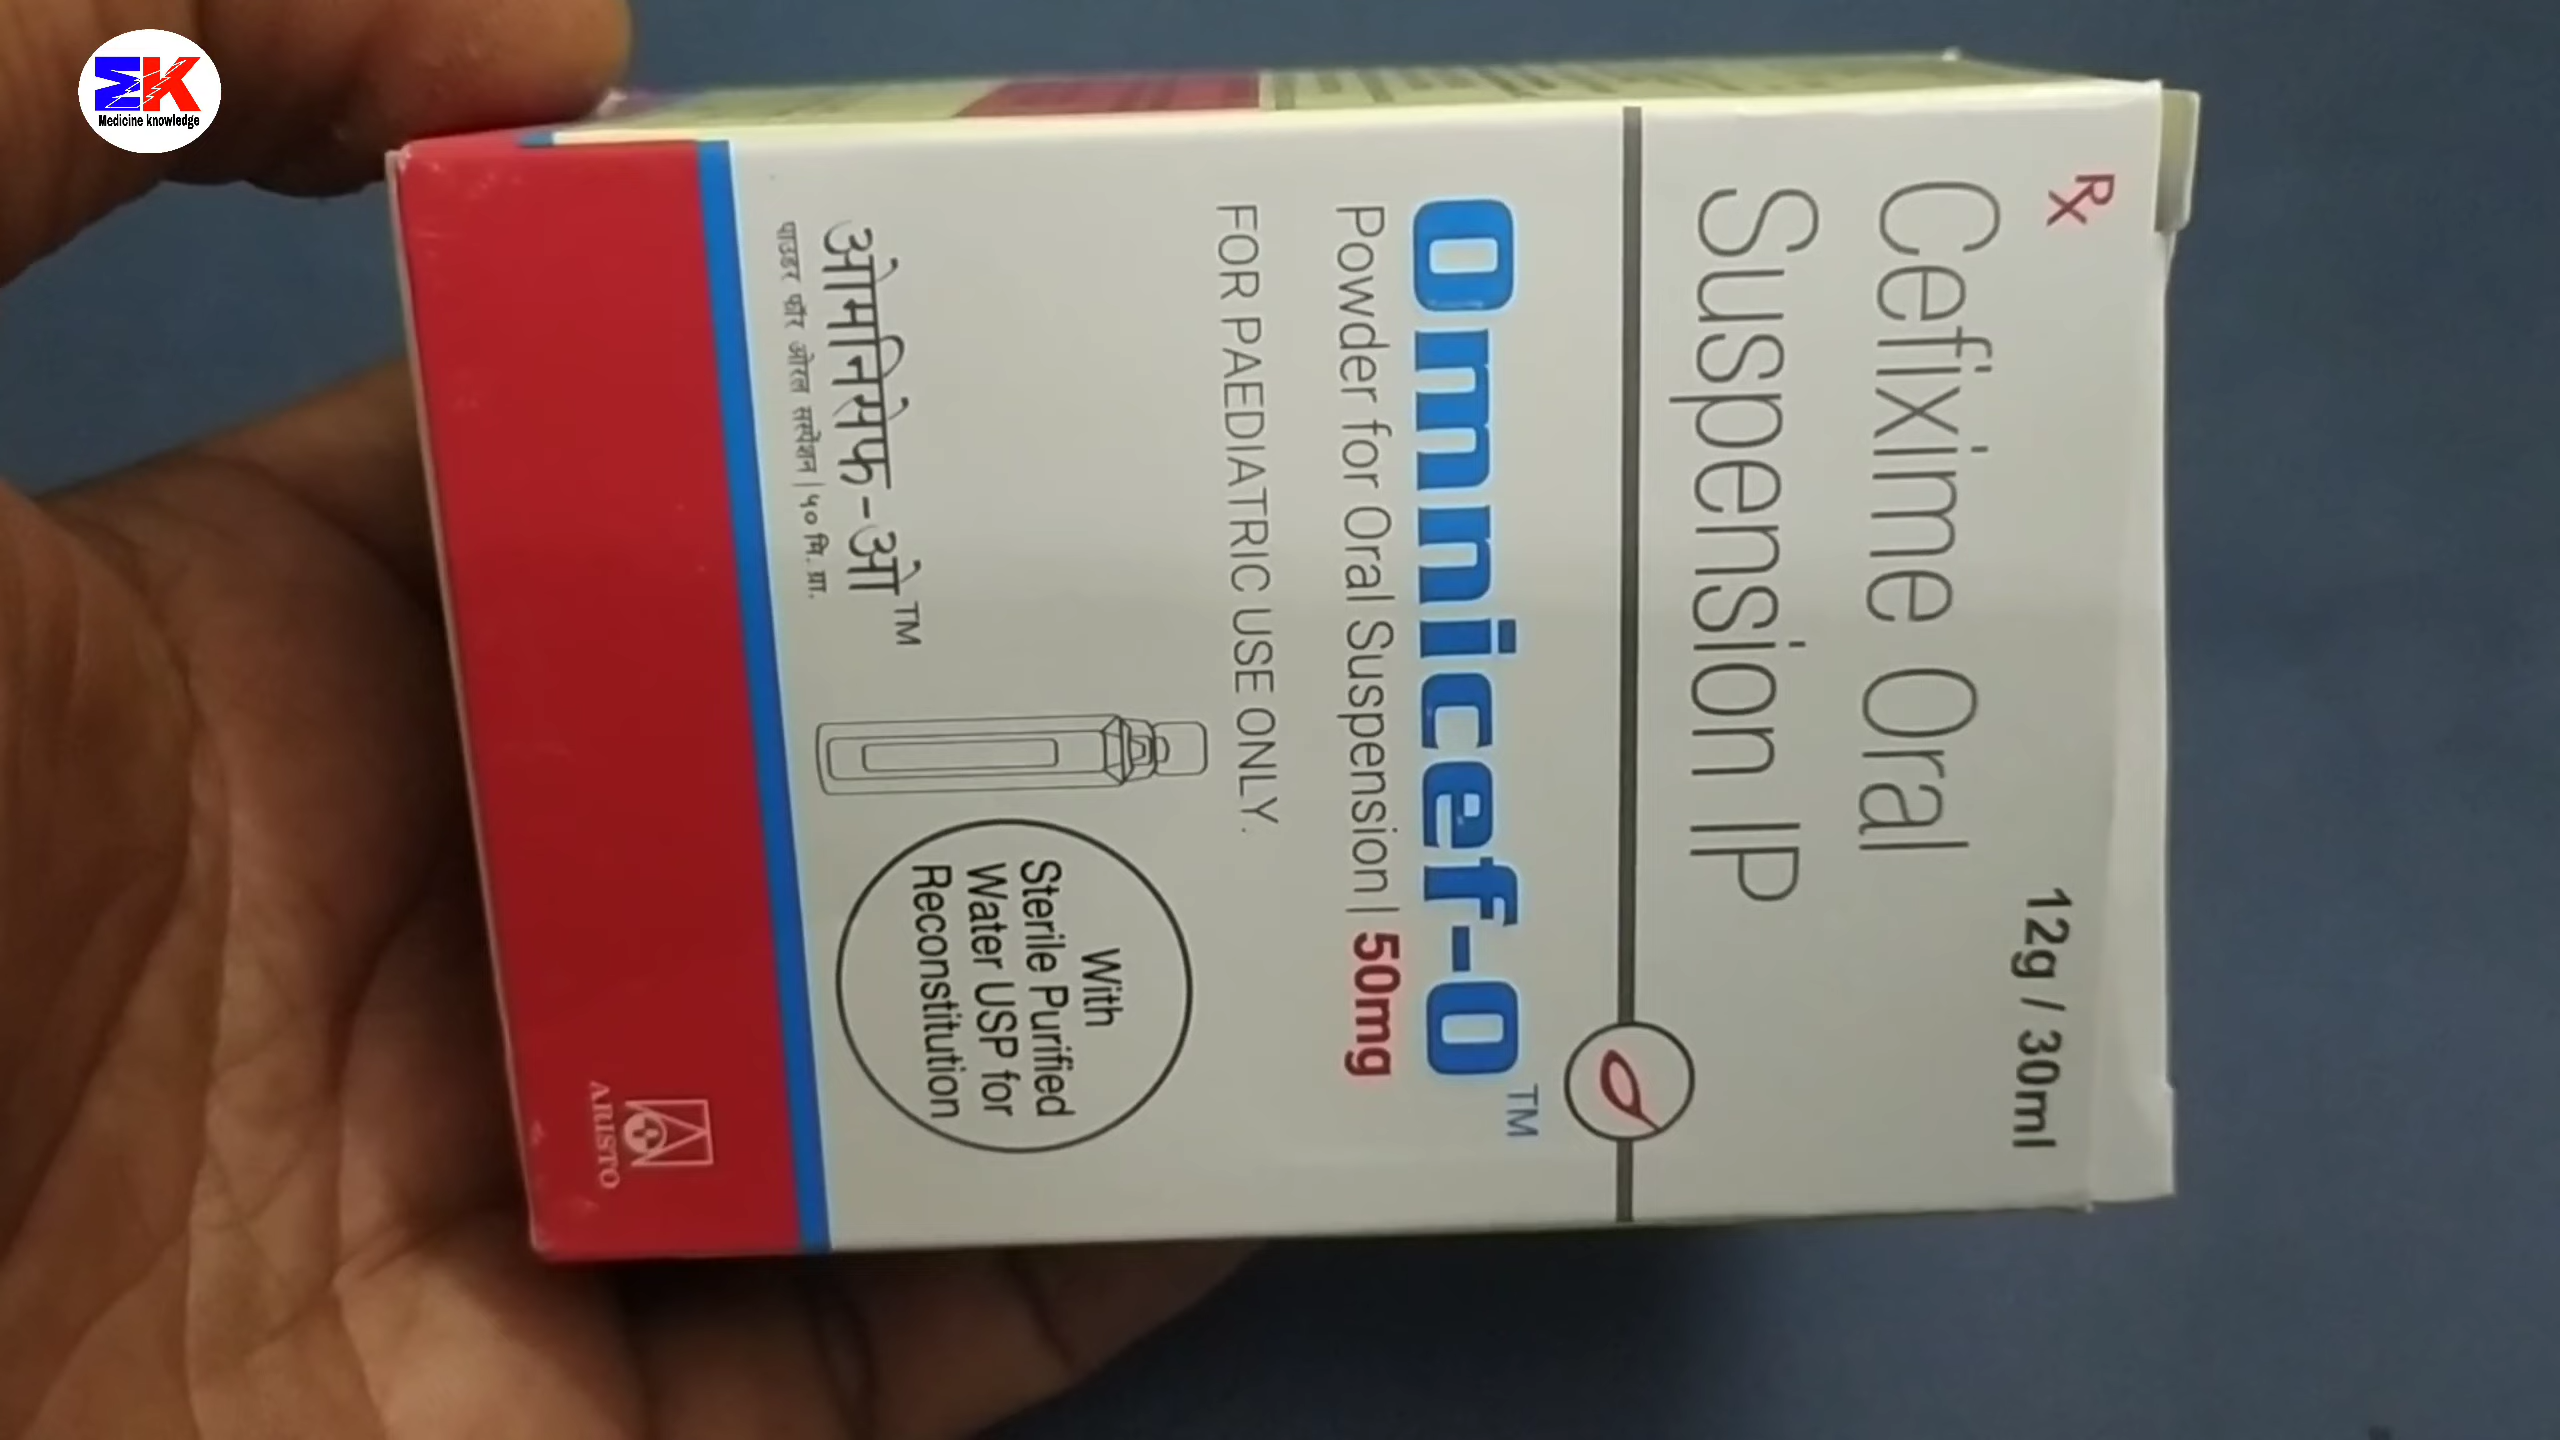 MK
Medicine knowledge
Rx
12g / 30ml
Cefixime Oral
Suspension IP
Omnicef-O™
Powder for Oral Suspension | 50mg
FOR PAEDIATRIC USE ONLY.
With
Sterile Purified
Water USP for
Reconstitution
ओमनिसेफ-ओ™
पाउडर फॉर ओरल सस्पेंशन | ५० मि. ग्रा.
ARISTO